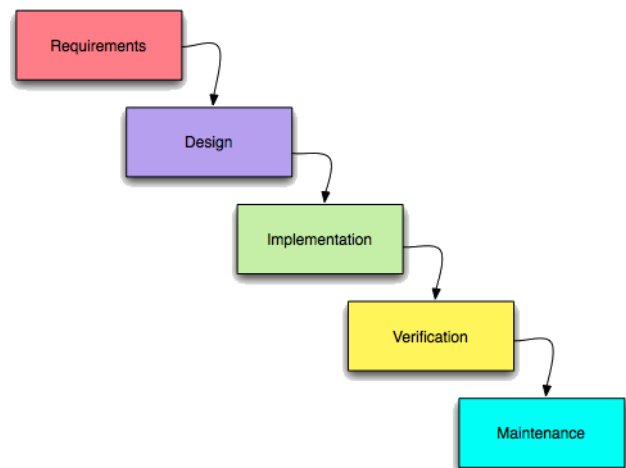 Requirements
Design
Implementation
Verification
Maintenance